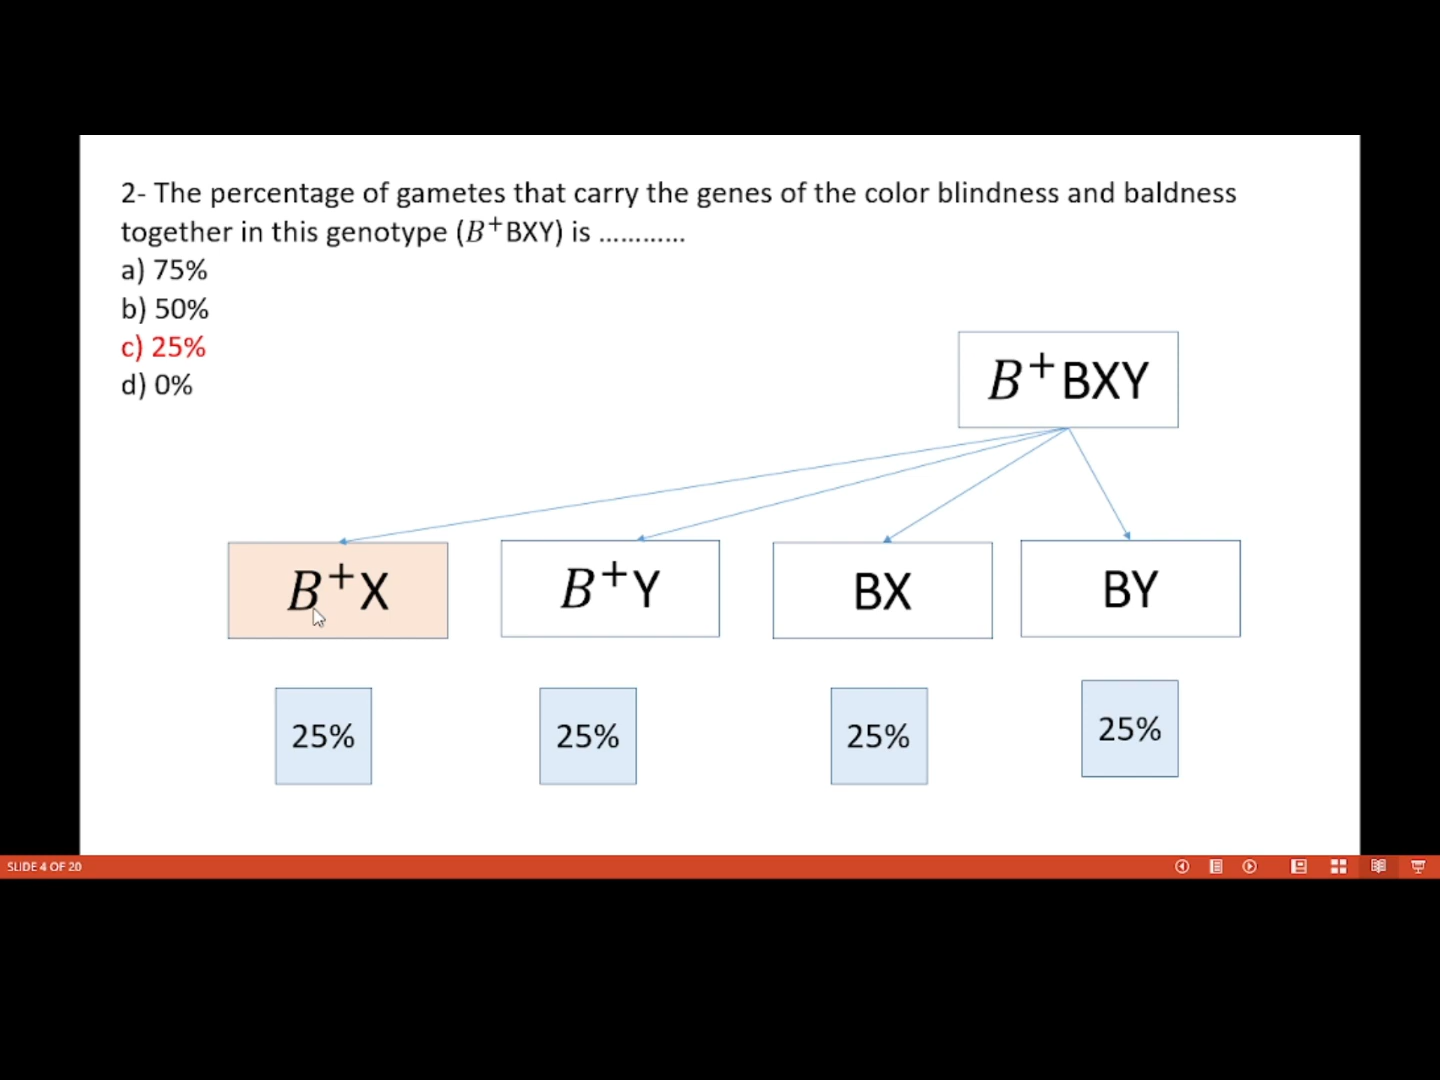 2- The percentage of gametes that carry the genes of the color blindness and baldness
together in this genotype (B⁺BXY) is ............
a) 75%
b) 50%
c) 25%
d) 0%
B⁺BXY
B⁺X
B⁺Y
BX
BY
25%
25%
25%
25%
SLIDE 4 OF 20